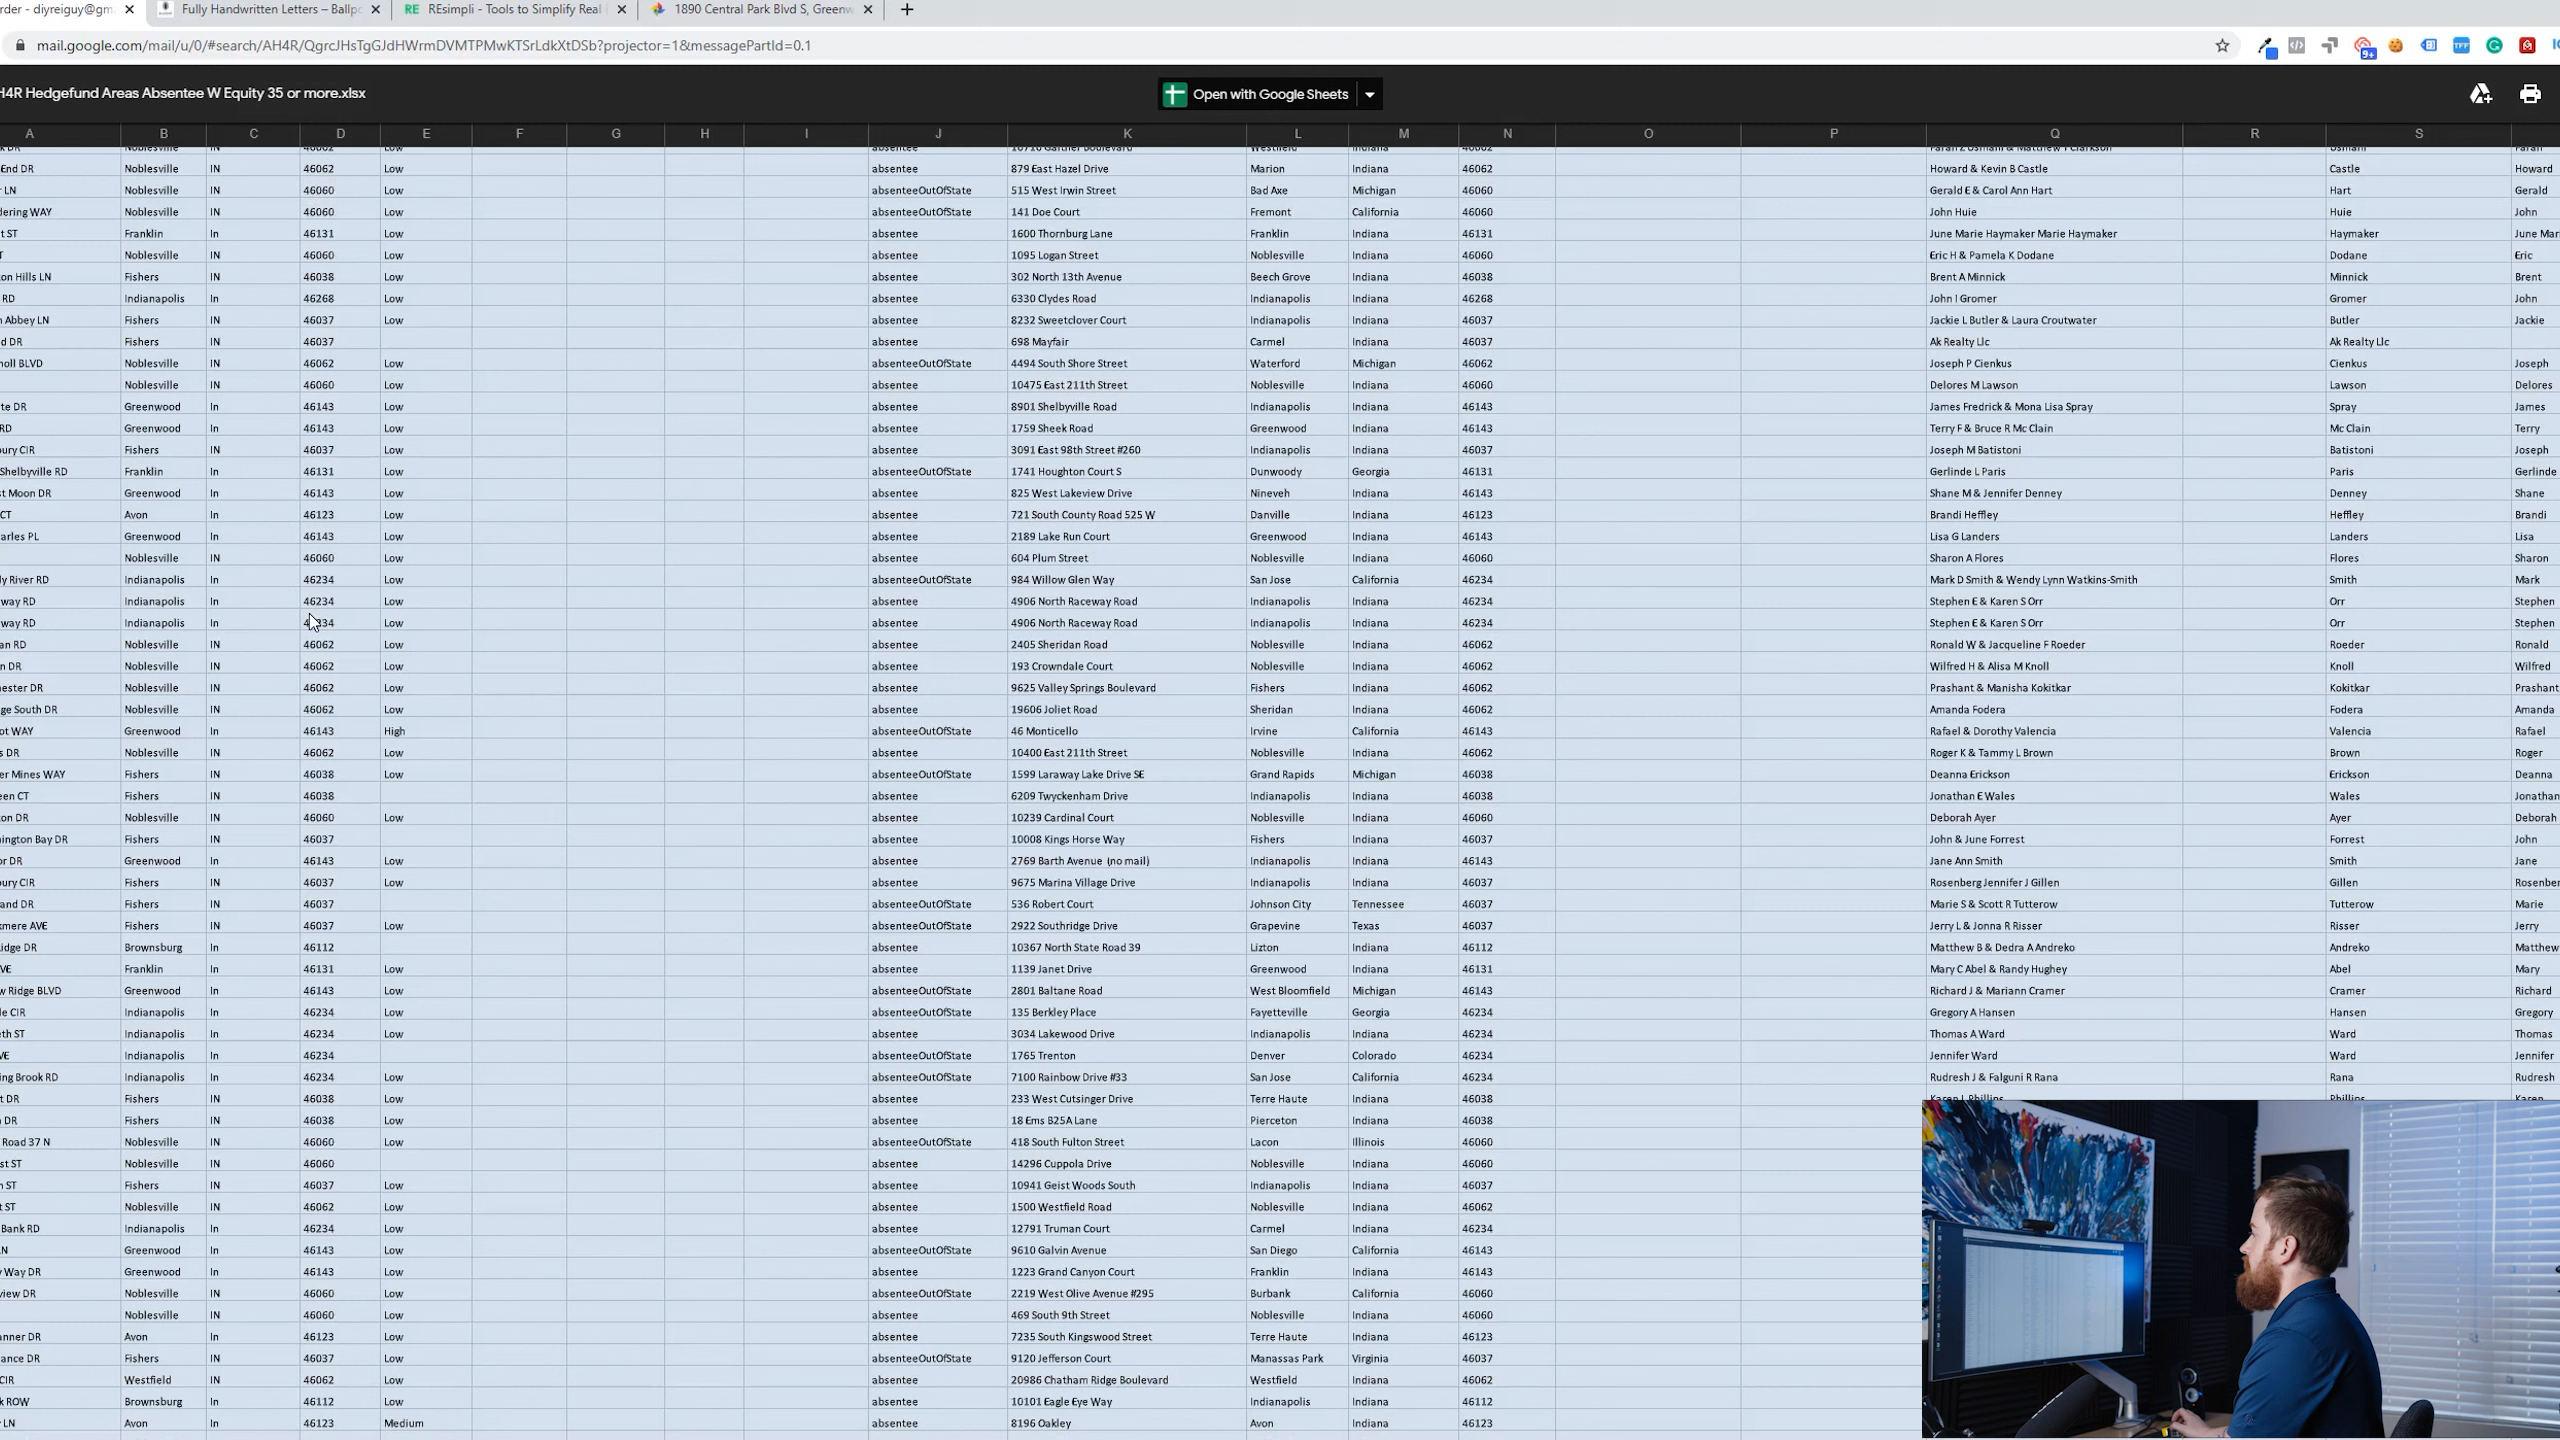 rder - diyreiguy@gm × Fully Handwritten Letters – Ballpo × RE REsimpli - Tools to Simplify Real × 1890 Central Park Blvd S, Greenw × +
mail.google.com/mail/u/0/#search/AH4R/QgrcJHsTgGJdHWrmDVMTPMwKTSrLdkXtDSb?projector=1&messagePartId=0.1
H4R Hedgefund Areas Absentee W Equity 35 or more.xlsx Open with Google Sheets
A B C D E F G H I J K L M N O P Q R S
End DR Noblesville IN 46062 Low absentee 879 East Hazel Drive Marion Indiana 46062 Howard & Kevin B Castle Castle Howard
r LN Noblesville IN 46060 Low absenteeOutOfState 515 West Irwin Street Bad Axe Michigan 46060 Gerald E & Carol Ann Hart Hart Gerald
dering WAY Noblesville IN 46060 Low absenteeOutOfState 141 Doe Court Fremont California 46060 John Huie Huie John
t ST Franklin In 46131 Low absentee 1600 Thornburg Lane Franklin Indiana 46131 June Marie Haymaker Marie Haymaker Haymaker June Mar
T Noblesville IN 46060 Low absentee 1095 Logan Street Noblesville Indiana 46060 Eric H & Pamela K Dodane Dodane Eric
on Hills LN Fishers IN 46038 Low absentee 302 North 13th Avenue Beech Grove Indiana 46038 Brent A Minnick Minnick Brent
RD Indianapolis In 46268 Low absentee 6330 Clydes Road Indianapolis Indiana 46268 John I Gromer Gromer John
n Abbey LN Fishers IN 46037 Low absentee 8232 Sweetclover Court Indianapolis Indiana 46037 Jackie L Butler & Laura Croutwater Butler Jackie
d DR Fishers IN 46037 absentee 698 Mayfair Carmel Indiana 46037 Ak Realty Llc Ak Realty Llc
noll BLVD Noblesville IN 46062 Low absenteeOutOfState 4494 South Shore Street Waterford Michigan 46062 Joseph P Cienkus Cienkus Joseph
Noblesville IN 46060 Low absentee 10475 East 211th Street Noblesville Indiana 46060 Delores M Lawson Lawson Delores
te DR Greenwood In 46143 Low absentee 8901 Shelbyville Road Indianapolis Indiana 46143 James Fredrick & Mona Lisa Spray Spray James
RD Greenwood In 46143 Low absentee 1759 Sheek Road Greenwood Indiana 46143 Terry F & Bruce R Mc Clain Mc Clain Terry
oury CIR Fishers IN 46037 Low absentee 3091 East 98th Street #260 Indianapolis Indiana 46037 Joseph M Batistoni Batistoni Joseph
Shelbyville RD Franklin In 46131 Low absenteeOutOfState 1741 Houghton Court S Dunwoody Georgia 46131 Gerlinde L Paris Paris Gerlinde
t Moon DR Greenwood In 46143 Low absentee 825 West Lakeview Drive Nineveh Indiana 46143 Shane M & Jennifer Denney Denney Shane
CT Avon In 46123 Low absentee 721 South County Road 525 W Danville Indiana 46123 Brandi Heffley Heffley Brandi
arles PL Greenwood In 46143 Low absentee 2189 Lake Run Court Greenwood Indiana 46143 Lisa G Landers Landers Lisa
Noblesville IN 46060 Low absentee 604 Plum Street Noblesville Indiana 46060 Sharon A Flores Flores Sharon
ly River RD Indianapolis In 46234 Low absenteeOutOfState 984 Willow Glen Way San Jose California 46234 Mark D Smith & Wendy Lynn Watkins-Smith Smith Mark
way RD Indianapolis In 46234 Low absentee 4906 North Raceway Road Indianapolis Indiana 46234 Stephen E & Karen S Orr Orr Stephen
way RD Indianapolis In Low absentee 4906 North Raceway Road Indianapolis Indiana 46234 Stephen E & Karen S Orr Orr Stephen
an RD Noblesville IN 46062 Low absentee 2405 Sheridan Road Noblesville Indiana 46062 Ronald W & Jacqueline F Roeder Roeder Ronald
n DR Noblesville IN 46062 Low absentee 193 Crowndale Court Noblesville Indiana 46062 Wilfred H & Alisa M Knoll Knoll Wilfred
nester DR Noblesville IN 46062 Low absentee 9625 Valley Springs Boulevard Fishers Indiana 46062 Prashant & Manisha Kokitkar Kokitkar Prashant
ge South DR Noblesville IN 46062 Low absentee 19606 Joliet Road Sheridan Indiana 46062 Amanda Fodera Fodera Amanda
ot WAY Greenwood In 46143 High absenteeOutOfState 46 Monticello Irvine California 46143 Rafael & Dorothy Valencia Valencia Rafael
s DR Noblesville IN 46062 Low absentee 10400 East 211th Street Noblesville Indiana 46062 Roger K & Tammy L Brown Brown Roger
er Mines WAY Fishers IN 46038 Low absenteeOutOfState 1599 Laraway Lake Drive SE Grand Rapids Michigan 46038 Deanna Erickson Erickson Deanna
een CT Fishers IN 46038 absentee 6209 Twyckenham Drive Indianapolis Indiana 46038 Jonathan E Wales Wales Jonathan
on DR Noblesville IN 46060 Low absentee 10239 Cardinal Court Noblesville Indiana 46060 Deborah Ayer Ayer Deborah
nington Bay DR Fishers IN 46037 absentee 10008 Kings Horse Way Fishers Indiana 46037 John & June Forrest Forrest John
or DR Greenwood In 46143 Low absentee 2769 Barth Avenue (no mail) Indianapolis Indiana 46143 Jane Ann Smith Smith Jane
oury CIR Fishers IN 46037 Low absentee 9675 Marina Village Drive Indianapolis Indiana 46037 Rosenberg Jennifer J Gillen Gillen Rosenber
and DR Fishers IN 46037 absenteeOutOfState 536 Robert Court Johnson City Tennessee 46037 Marie S & Scott R Tutterow Tutterow Marie
kmere AVE Fishers IN 46037 Low absenteeOutOfState 2922 Southridge Drive Grapevine Texas 46037 Jerry L & Jonna R Risser Risser Jerry
idge DR Brownsburg In 46112 absentee 10367 North State Road 39 Lizton Indiana 46112 Matthew B & Dedra A Andreko Andreko Matthew
VE Franklin In 46131 Low absentee 1139 Janet Drive Greenwood Indiana 46131 Mary C Abel & Randy Hughey Abel Mary
w Ridge BLVD Greenwood In 46143 Low absenteeOutOfState 2801 Baltane Road West Bloomfield Michigan 46143 Richard J & Mariann Cramer Cramer Richard
le CIR Indianapolis In 46234 Low absenteeOutOfState 135 Berkley Place Fayetteville Georgia 46234 Gregory A Hansen Hansen Gregory
eth ST Indianapolis In 46234 Low absentee 3034 Lakewood Drive Indianapolis Indiana 46234 Thomas A Ward Ward Thomas
VE Indianapolis In 46234 absenteeOutOfState 1765 Trenton Denver Colorado 46234 Jennifer Ward Ward Jennifer
ing Brook RD Indianapolis In 46234 Low absenteeOutOfState 7100 Rainbow Drive #33 San Jose California 46234 Rudresh J & Falguni R Rana Rana Rudresh
t DR Fishers IN 46038 Low absentee 233 West Cutsinger Drive Terre Haute Indiana 46038 Karen L Phillips Phillips Karen
n DR Fishers IN 46038 Low absentee 18 Ems B25A Lane Pierceton Indiana 46038
Road 37 N Noblesville IN 46060 Low absenteeOutOfState 418 South Fulton Street Lacon Illinois 46060
st ST Noblesville IN 46060 absentee 14296 Cuppola Drive Noblesville Indiana 46060
n ST Fishers IN 46037 Low absentee 10941 Geist Woods South Indianapolis Indiana 46037
t ST Noblesville IN 46062 Low absentee 1500 Westfield Road Noblesville Indiana 46062
Bank RD Indianapolis In 46234 Low absentee 12791 Truman Court Carmel Indiana 46234
N Greenwood In 46143 Low absenteeOutOfState 9610 Galvin Avenue San Diego California 46143
y Way DR Greenwood In 46143 Low absentee 1223 Grand Canyon Court Franklin Indiana 46143
view DR Noblesville IN 46060 Low absenteeOutOfState 2219 West Olive Avenue #295 Burbank California 46060
Noblesville IN 46060 Low absentee 469 South 9th Street Noblesville Indiana 46060
anner DR Avon In 46123 Low absentee 7235 South Kingswood Street Terre Haute Indiana 46123
ance DR Fishers IN 46037 Low absenteeOutOfState 9120 Jefferson Court Manassas Park Virginia 46037
CIR Westfield IN 46062 Low absentee 20986 Chatham Ridge Boulevard Westfield Indiana 46062
k ROW Brownsburg In 46112 Low absentee 10101 Eagle Eye Way Indianapolis Indiana 46112
y LN Avon In 46123 Medium absentee 8196 Oakley Avon Indiana 46123